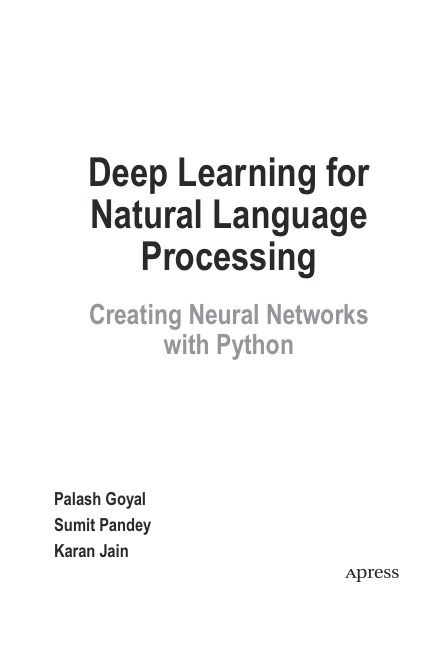 Deep Learning for
Natural Language
Processing
Creating Neural Networks
with Python
Palash Goyal
Sumit Pandey
Karan Jain
Apress